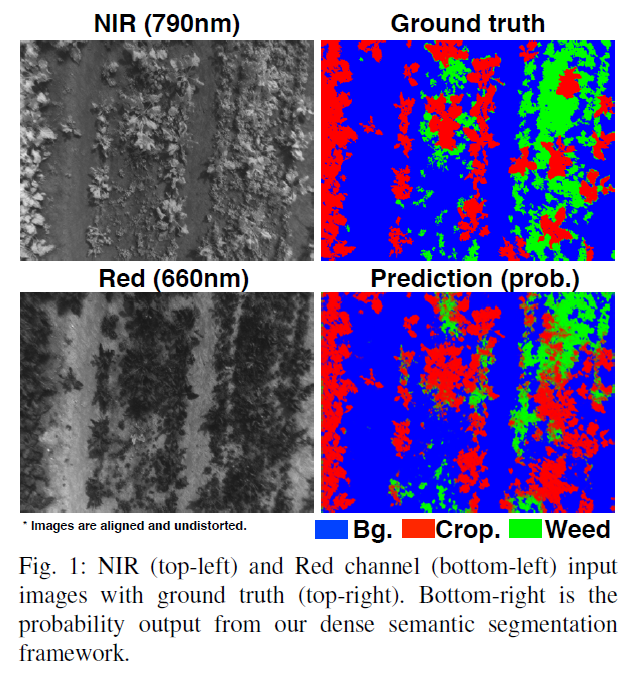 NIR (790nm)
Ground truth
Red (660nm)
Prediction (prob.)
* Images are aligned and undistorted.
Bg. Crop. Weed
Fig. 1: NIR (top-left) and Red channel (bottom-left) input
images with ground truth (top-right). Bottom-right is the
probability output from our dense semantic segmentation
framework.